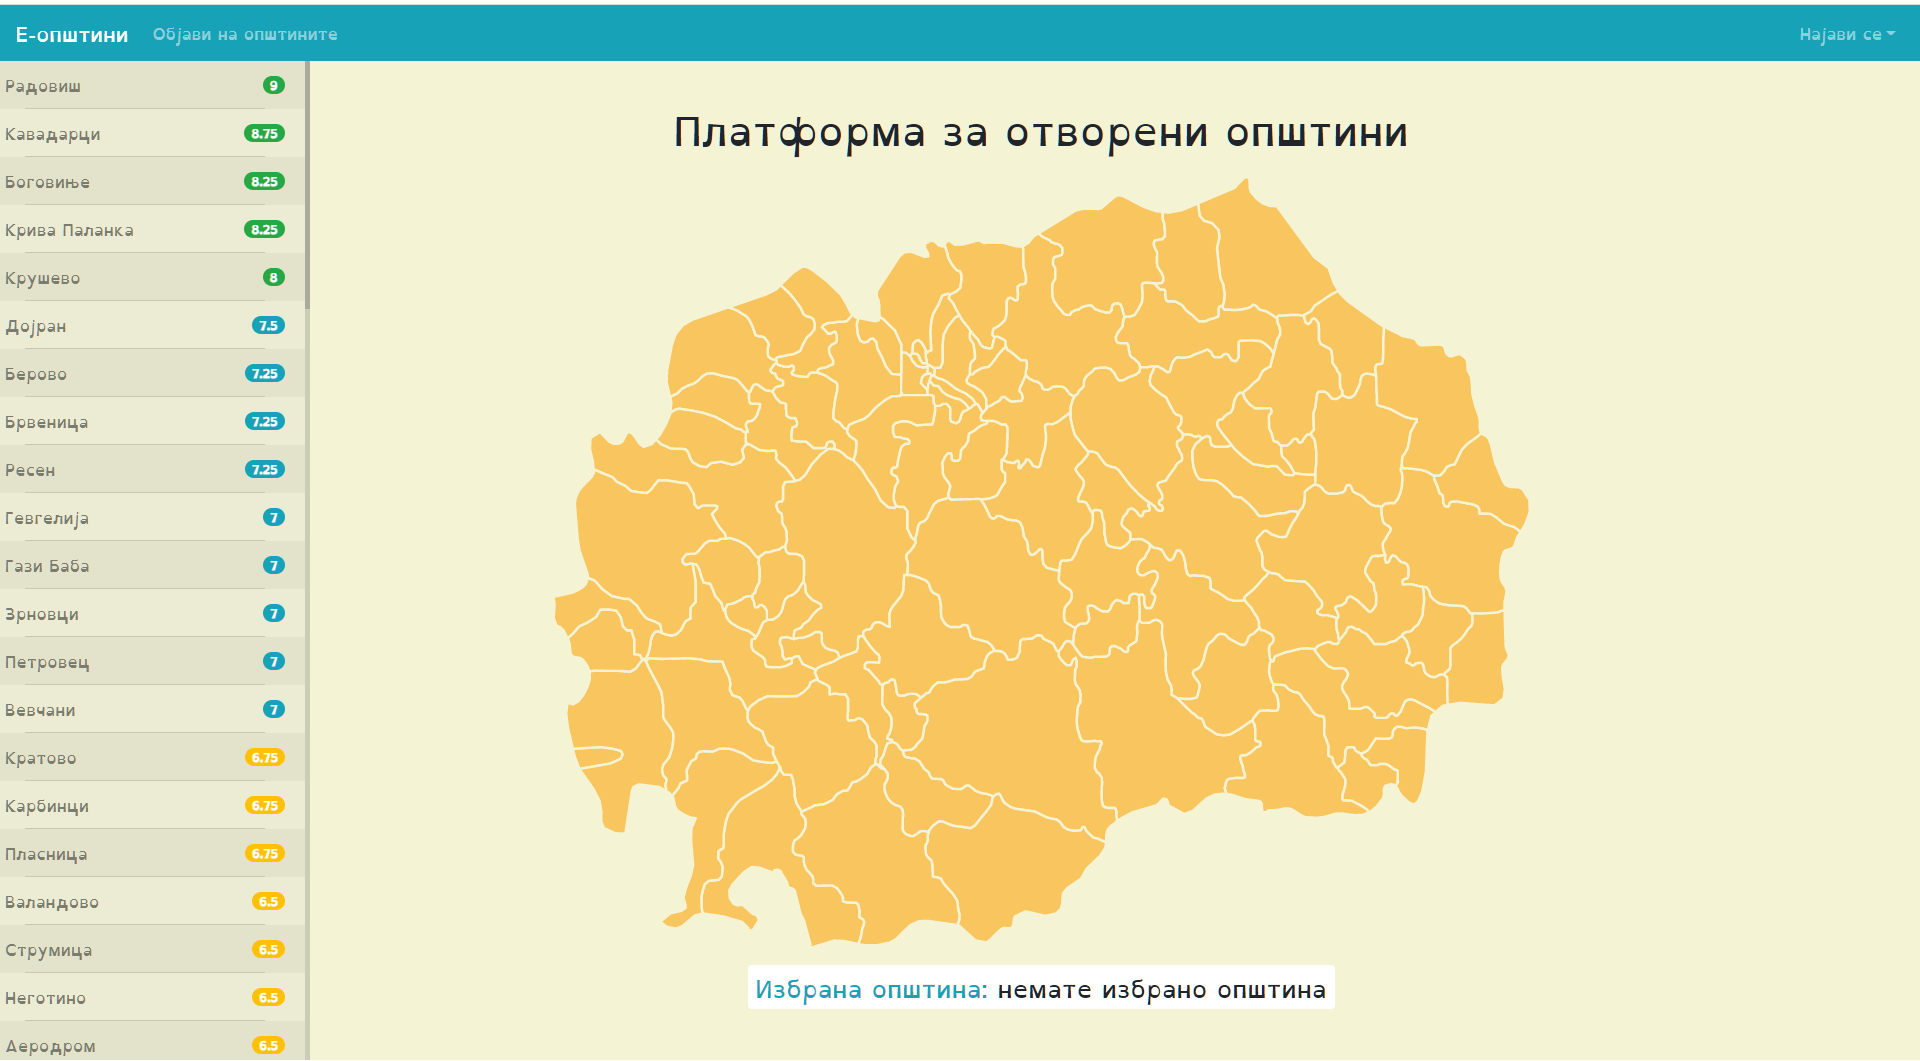 Е-општини Објави на општините Најави се
Радовиш 9
Кавадарци 8.75
Боговиње 8.25
Крива Паланка 8.25
Крушево 8
Дојран 7.5
Берово 7.25
Брвеница 7.25
Ресен 7.25
Гевгелија 7
Гази Баба 7
Зрновци 7
Петровец 7
Вевчани 7
Кратово 6.75
Карбинци 6.75
Пласница 6.75
Валандово 6.5
Струмица 6.5
Неготино 6.5
Аеродром 6.5
Платформа за отворени општини
Избрана општина: немате избрано општина